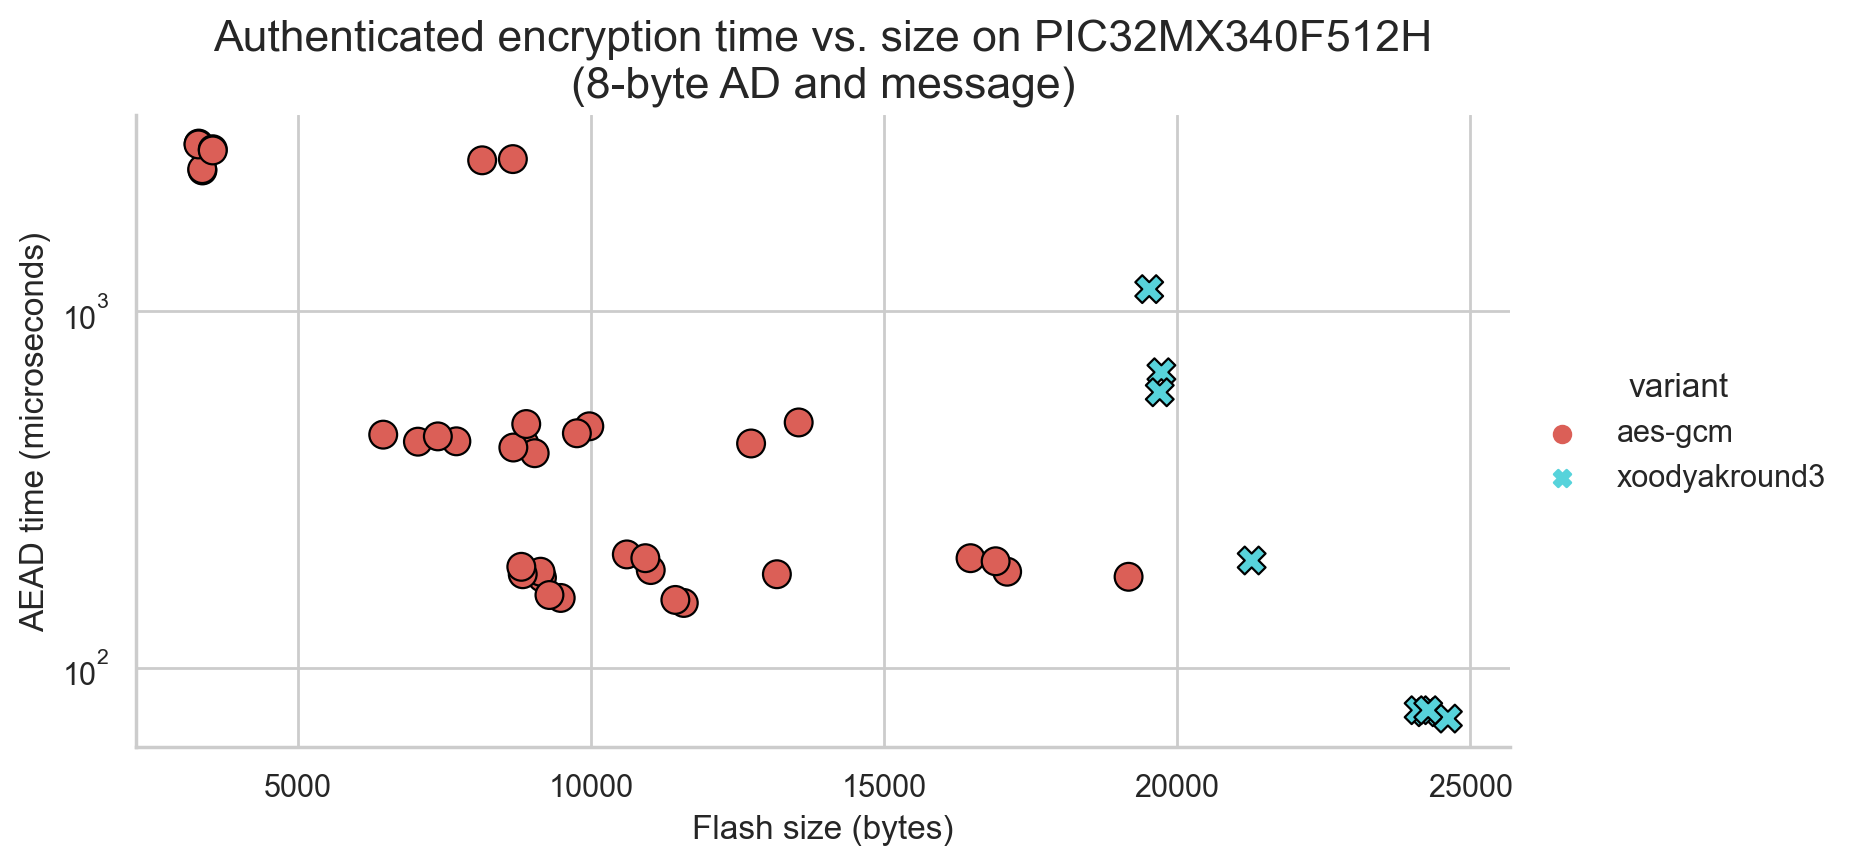 Authenticated encryption time vs. size on PIC32MX340F512H
(8-byte AD and message)
AEAD time (microseconds)
10³
10²
5000 10000 15000 20000 25000
Flash size (bytes)
variant
aes-gcm
xoodyakround3